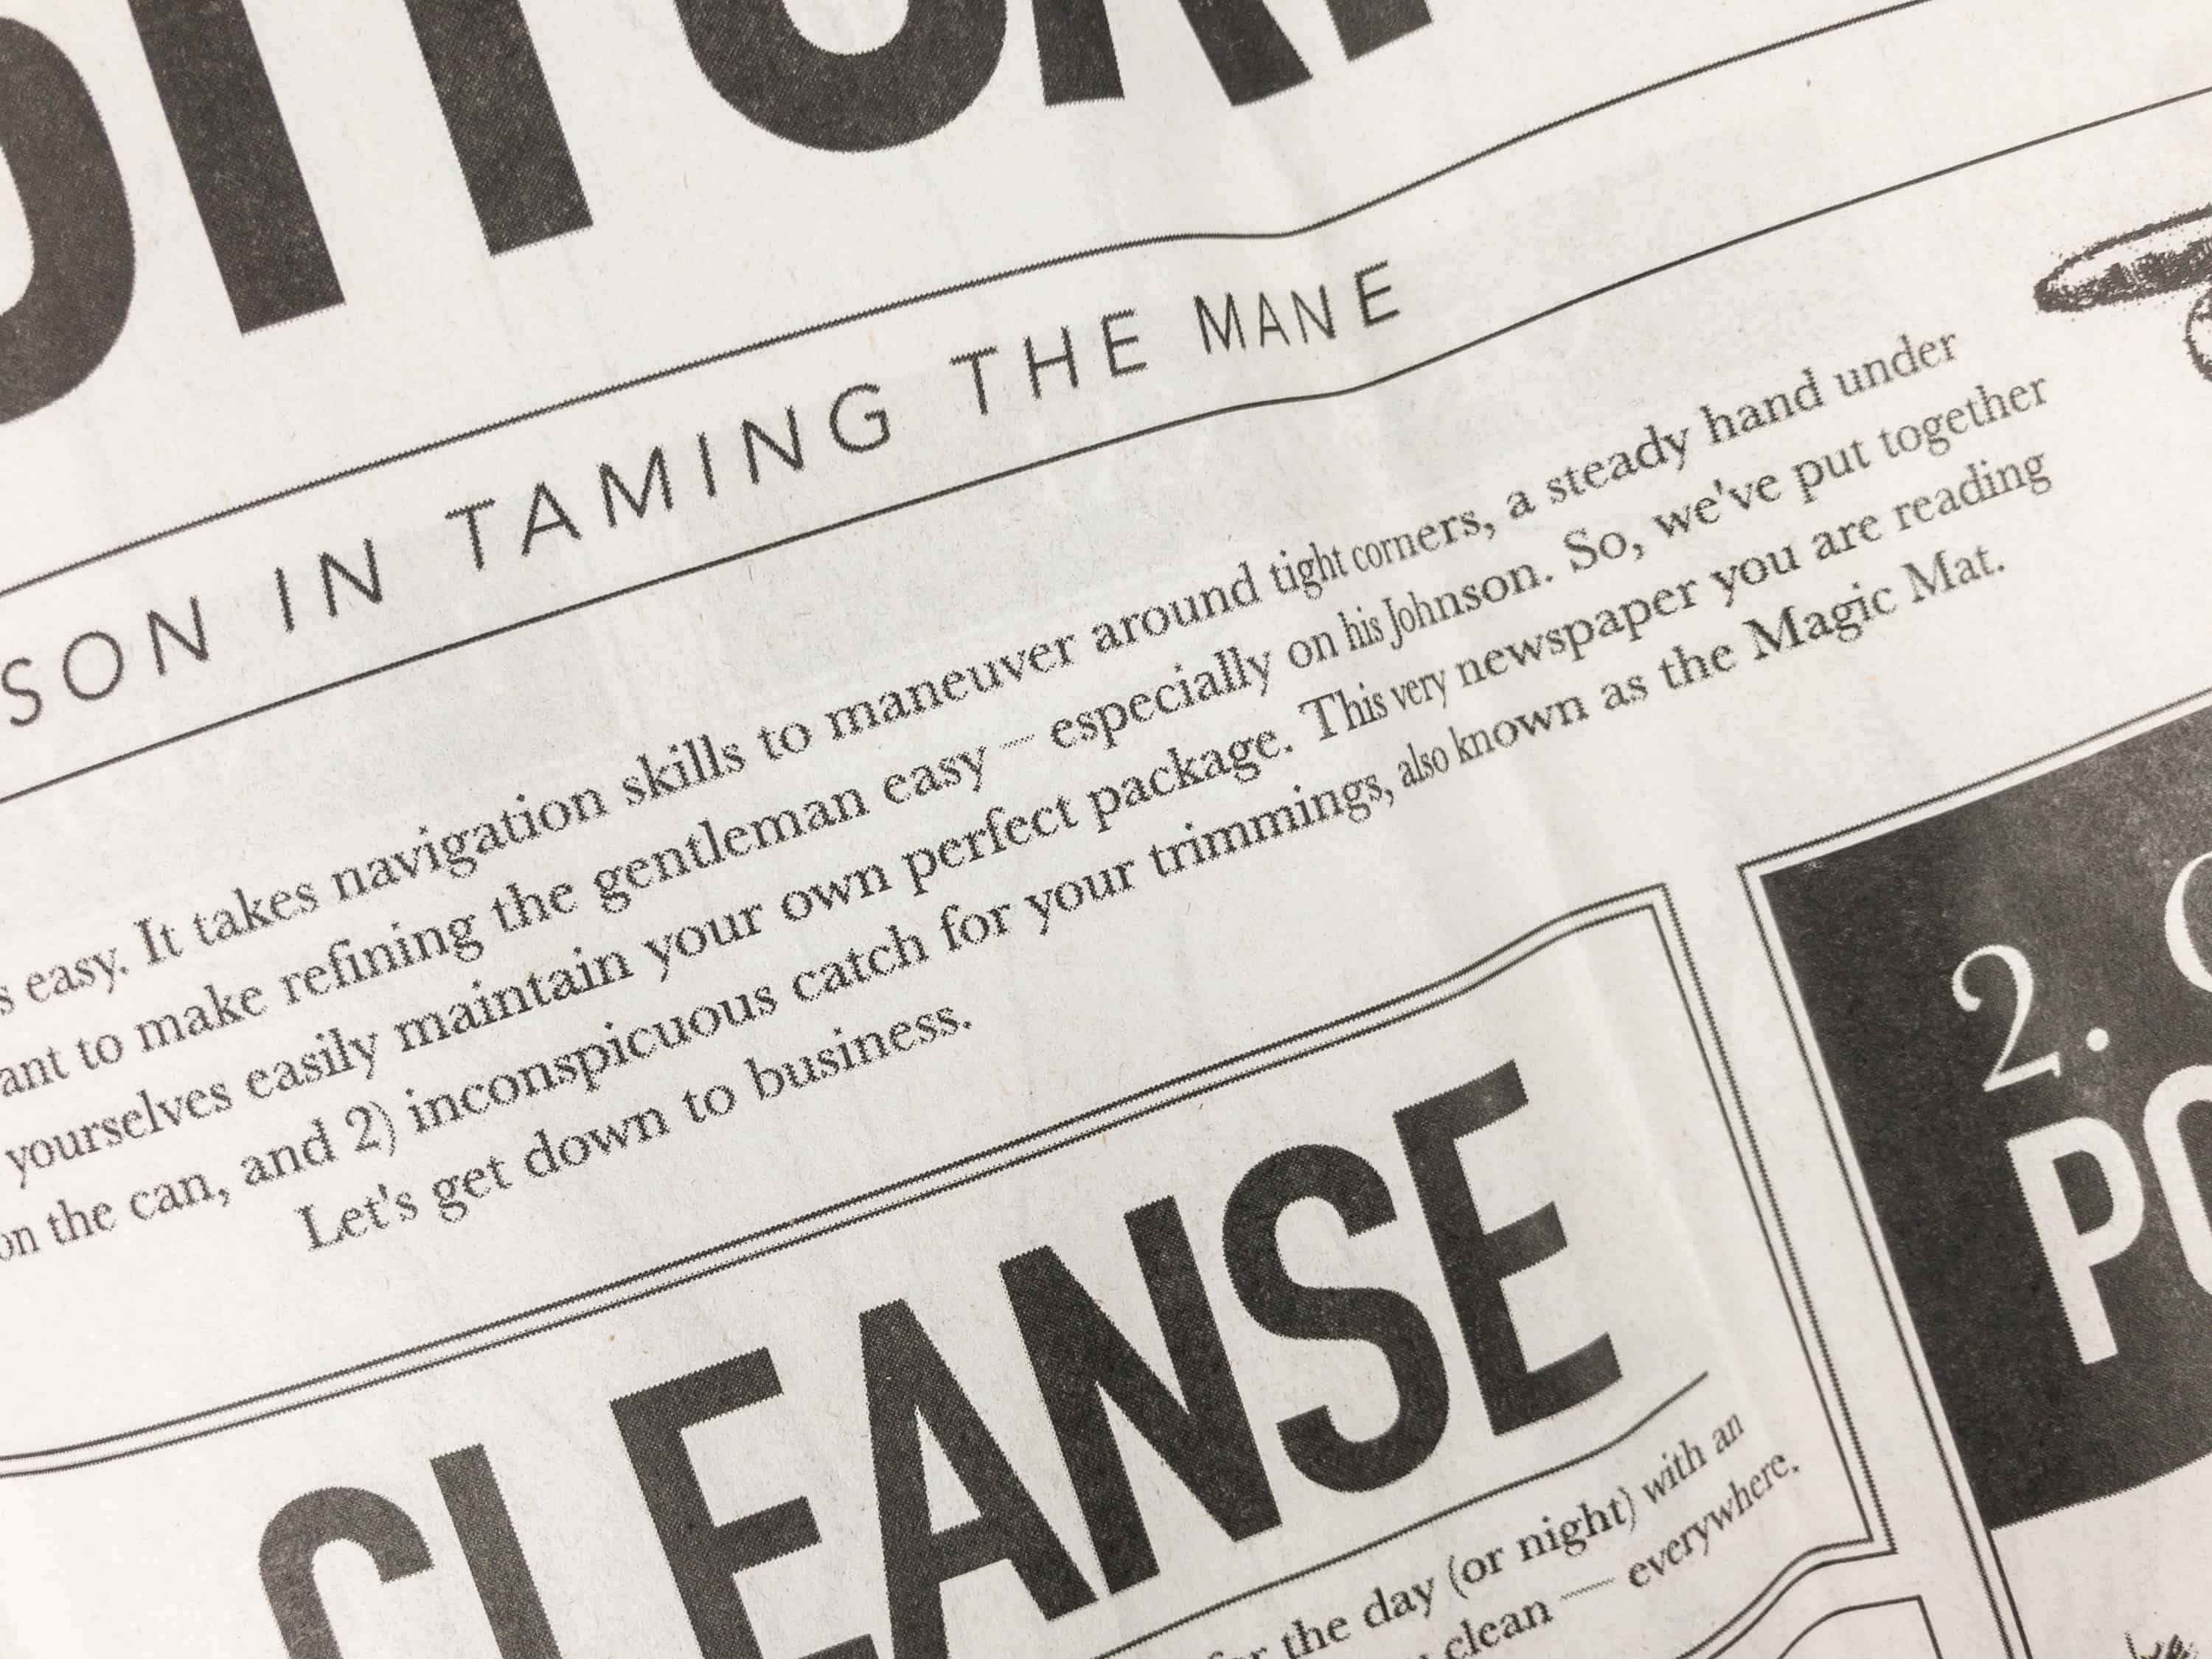 SON IN TAMING THE MANE
s easy. It takes navigation skills to maneuver around tight corners, a steady hand under
ant to make refining the gentleman easy – especially on his Johnson. So, we've put together
yourselves easily maintain your own perfect package. This very newspaper you are reading
on the can, and 2) inconspicuous catch for your trimmings, also known as the Magic Mat.
Let's get down to business.
CLEANSE
for the day (or night) with an
clean — everywhere.
2.
PO